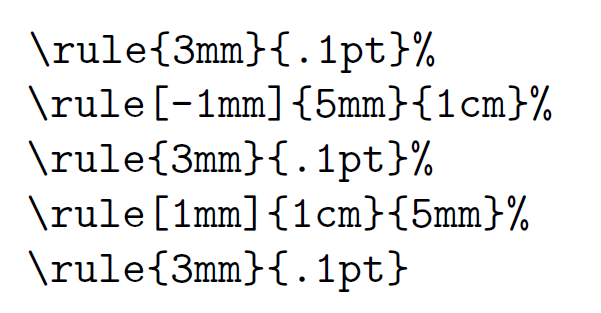 \rule{3mm}{.1pt}%
\rule[-1mm]{5mm}{1cm}%
\rule{3mm}{.1pt}%
\rule[1mm]{1cm}{5mm}%
\rule{3mm}{.1pt}